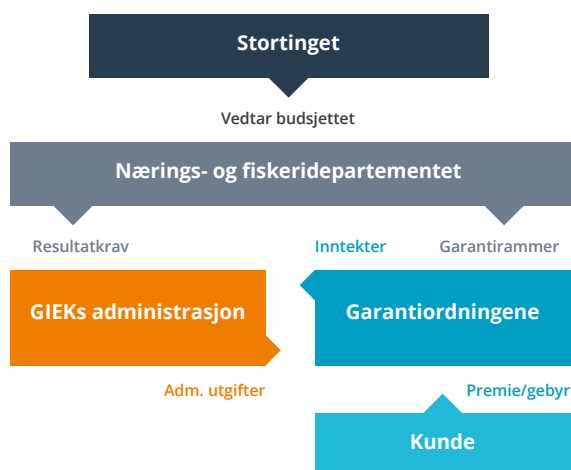 Stortinget
Vedtar budsjettet
Nærings- og fiskeridepartementet
Resultatkrav
Inntekter
Garantirammer
GIEKs administrasjon
Garantiordningene
Adm. utgifter
Premie/gebyr
Kunde